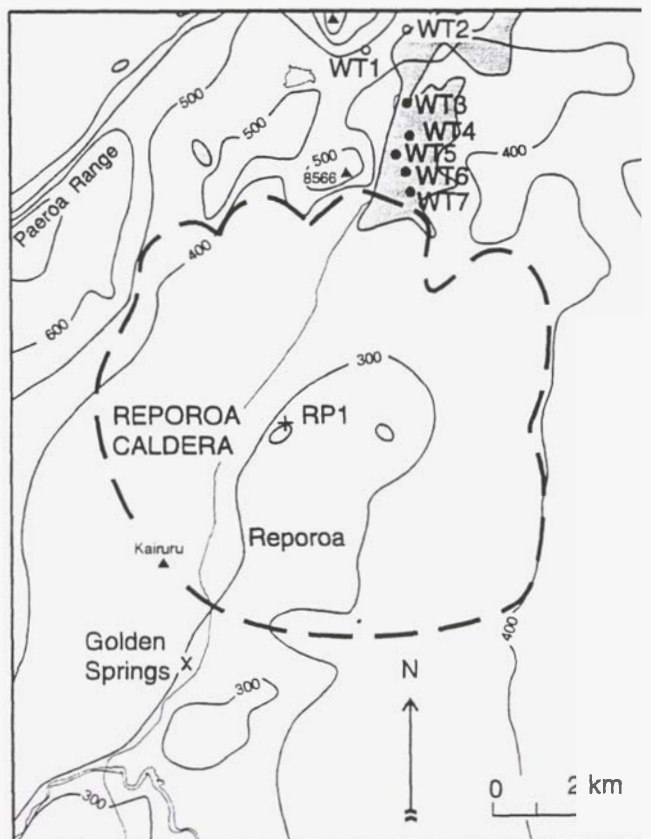 WT2
WT1
500
WT3
500
WT4
500
WT5
400
8566
WT6
WT7
Paeroa Range
400
600
300
REPOROA
CALDERA
RP1
Reporoa
Kairuru
Golden
Springs
400
N
300
300
0 2 km